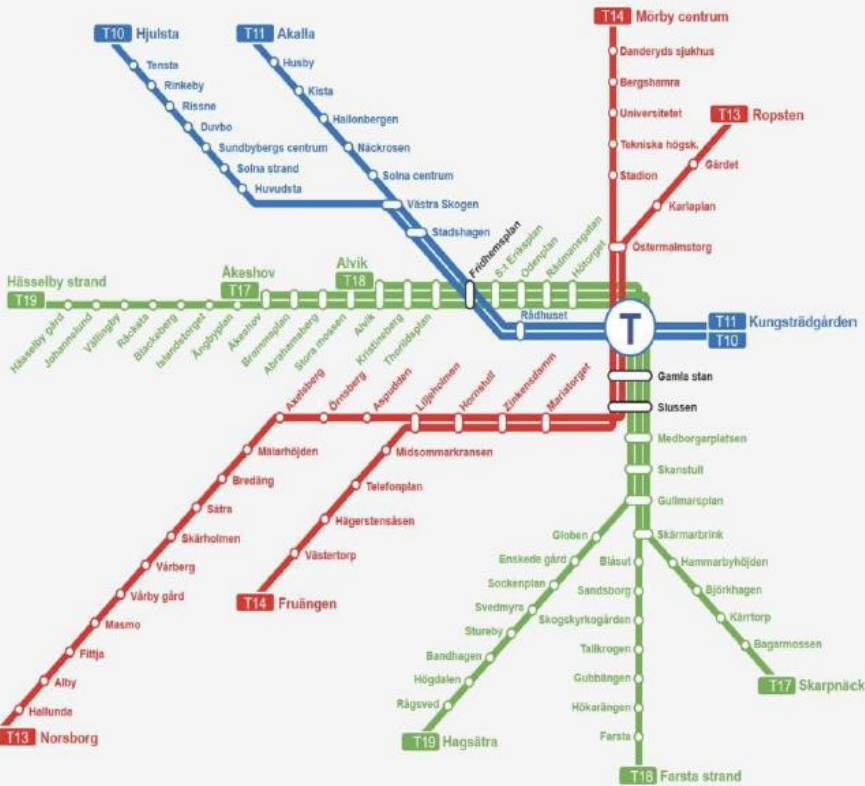 T10 Hjulsta
Tensta
Rinkeby
Rissne
Duvbo
Sundbybergs centrum
Solna strand
Huvudsta
T11 Akalla
Husby
Kista
Hallonbergen
Näckrosen
Solna centrum
Västra Skogen
Stadshagen
T14 Mörby centrum
Danderyds sjukhus
Bergshamra
Universitetet
Tekniska högsk.
Stadion
T13 Ropsten
Gärdet
Karlaplan
Östermalmstorg
Hässelby strand
T19
Åkeshov
T17
Alvik
T18
Fridhemsplan
S:t Eriksplan
Odenplan
Rådmansgatan
Hötorget
Hässelby gård
Johannelund
Vällingby
Råcksta
Blackeberg
Islandstorget
Ängbyplan
Åkeshov
Brommaplan
Abrahamsberg
Stora mossen
Alvik
Kristineberg
Thorildsplan
Rådhuset
T
T11
T10
Kungsträdgården
Gamla stan
Slussen
Axelsberg
Örnsberg
Aspudden
Liljeholmen
Hornstull
Zinkensdamm
Mariatorget
Mälarhöjden
Bredäng
Sätra
Skärholmen
Vårberg
Vårby gård
Masmo
Fittja
Alby
Hallunda
T13 Norsborg
Midsommarkransen
Telefonplan
Hägerstensåsen
Västertorp
T14 Fruängen
Medborgarplatsen
Skanstull
Gullmarsplan
Skärmarbrink
Globen
Enskede gård
Sockenplan
Svedmyra
Stureby
Bandhagen
Högdalen
Rågsved
T19 Hagsätra
Blåsut
Sandsborg
Skogskyrkogården
Tallkrogen
Gubbängen
Hökarängen
Farsta
T18 Farsta strand
Hammarbyhöjden
Björkhagen
Kärrtorp
Bagarmossen
T17 Skarpnäck